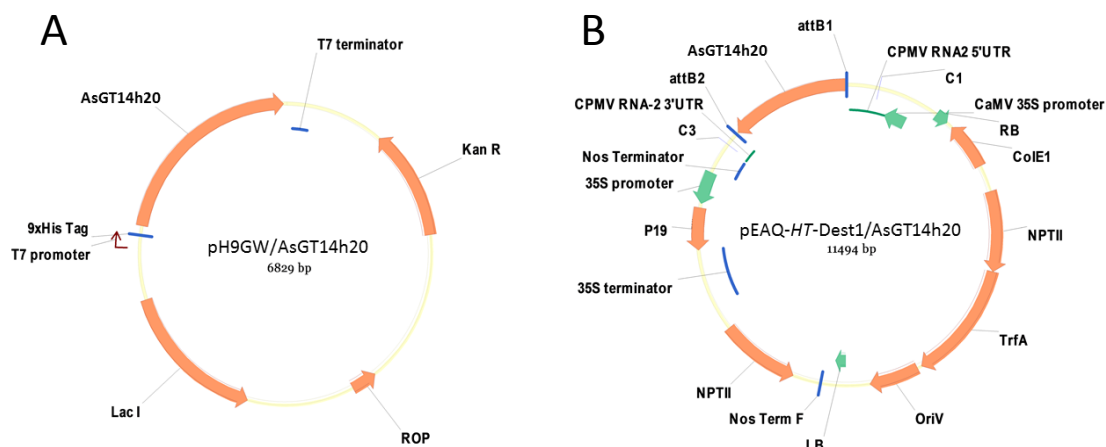 A
T7 terminator
AsGT14h20
Kan R
9xHis Tag
T7 promoter
pH9GW/AsGT14h20
6829 bp
Lac I
ROP
B
attB1
AsGT14h20
CPMV RNA2 5'UTR
attB2
C1
CPMV RNA-2 3'UTR
CaMV 35S promoter
C3
RB
Nos Terminator
ColE1
35S promoter
P19
pEAQ-HT-Dest1/AsGT14h20
11494 bp
NPTII
35S terminator
TrfA
NPTII
Nos Term F
OriV
LB